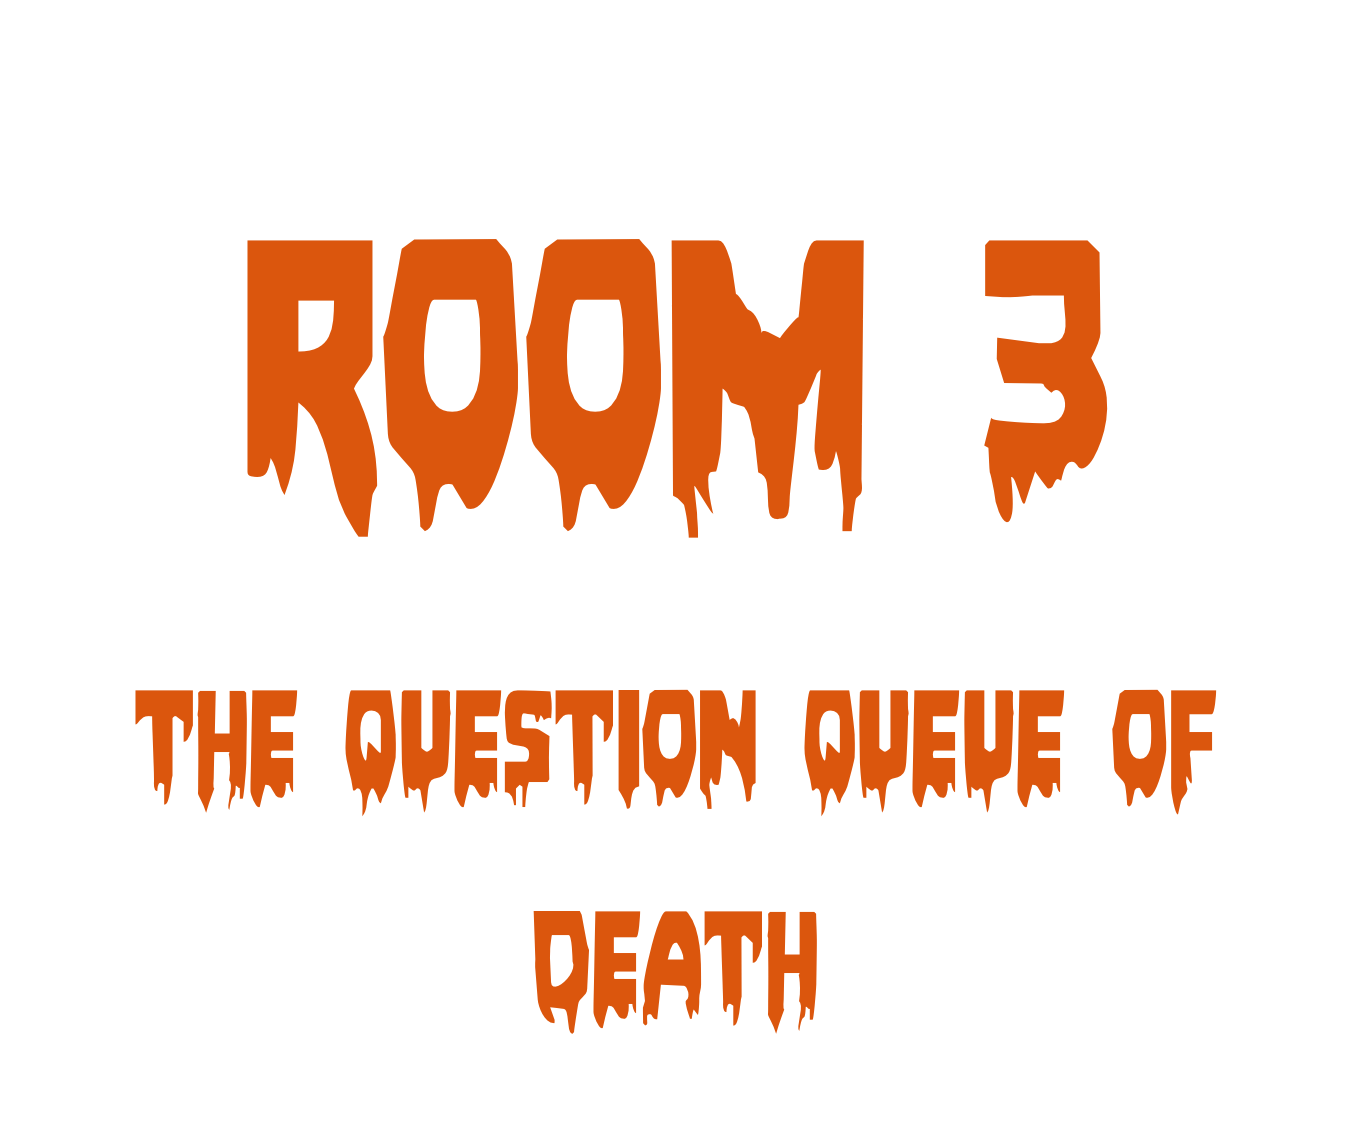 ROOM 3
THE QUESTION QUEUE OF
DEATH